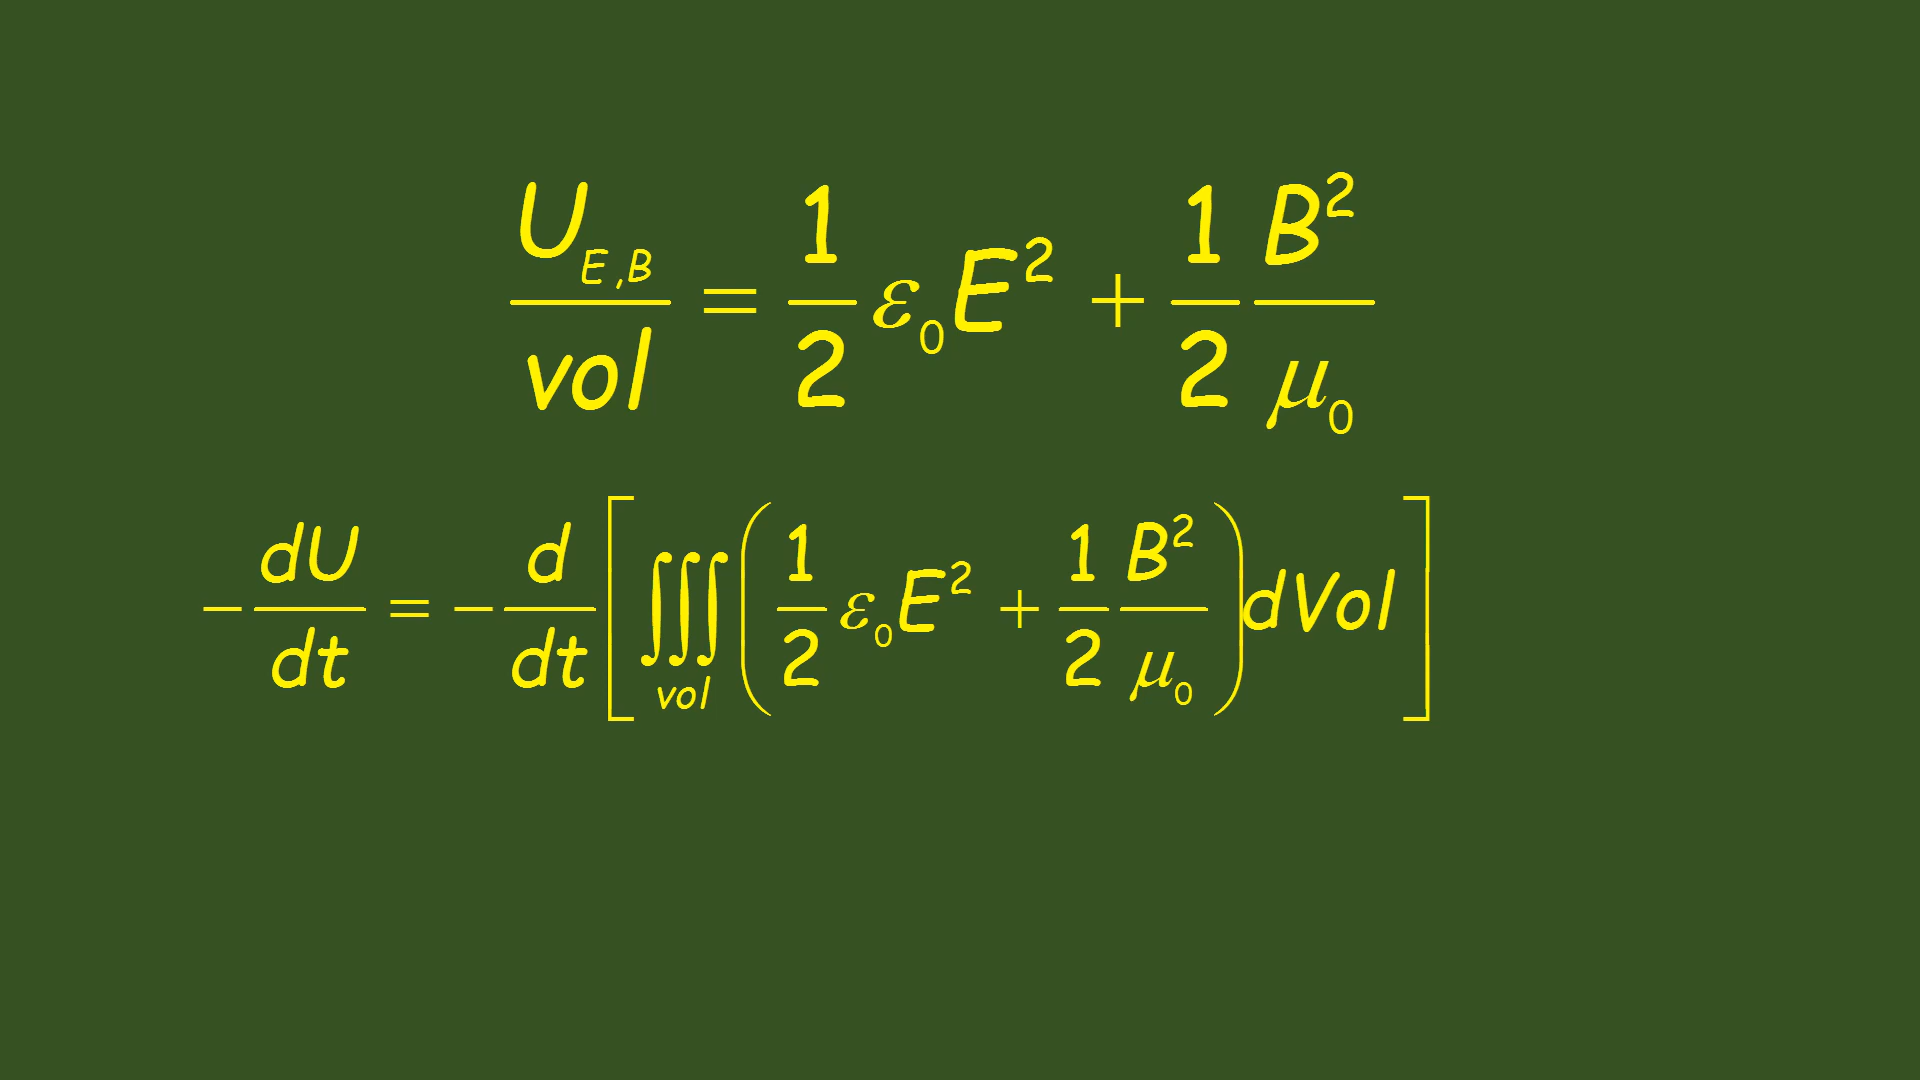 U_{E,B}/vol = 1/2 ε₀E² + 1/2 B²/μ₀
-dU/dt = -d/dt [∭_{vol} (1/2 ε₀E² + 1/2 B²/μ₀) dVol]